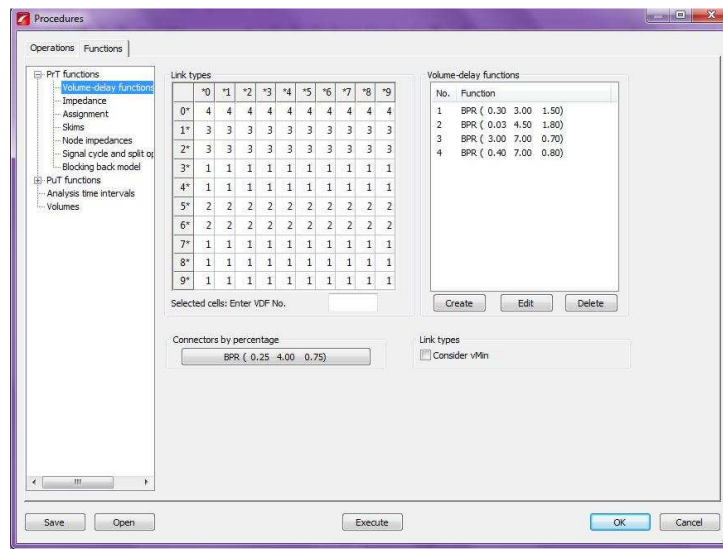 Procedures
Operations Functions
PrT functions
Volume-delay functions
Impedance
Assignment
Skims
Node impedances
Signal cycle and split op
Blocking back model
PuT functions
Analysis time intervals
Volumes
Link types
*0 *1 *2 *3 *4 *5 *6 *7 *8 *9
0* 4 4 4 4 4 4 4 4 4 4
1* 3 3 3 3 3 3 3 3 3 3
2* 3 3 3 3 3 3 3 3 3 3
3* 1 1 1 1 1 1 1 1 1 1
4* 1 1 1 1 1 1 1 1 1 1
5* 2 2 2 2 2 2 2 2 2 2
6* 2 2 2 2 2 2 2 2 2 2
7* 1 1 1 1 1 1 1 1 1 1
8* 1 1 1 1 1 1 1 1 1 1
9* 1 1 1 1 1 1 1 1 1 1
Selected cells: Enter VDF No.
Volume-delay functions
No. Function
1 BPR ( 0.30 3.00 1.50)
2 BPR ( 0.03 4.50 1.80)
3 BPR ( 3.00 7.00 0.70)
4 BPR ( 0.40 7.00 0.80)
Create Edit Delete
Connectors by percentage
BPR ( 0.25 4.00 0.75)
Link types
Consider vMin
Save Open Execute OK Cancel